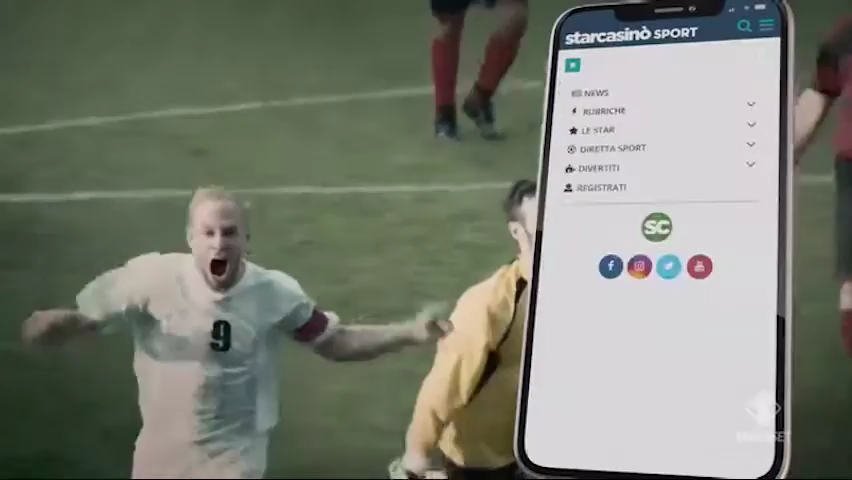 starcasinò SPORT
NEWS
RUBRICHE
LE STAR
DIRETTA SPORT
DIVERTITI
REGISTRATI
SC
9